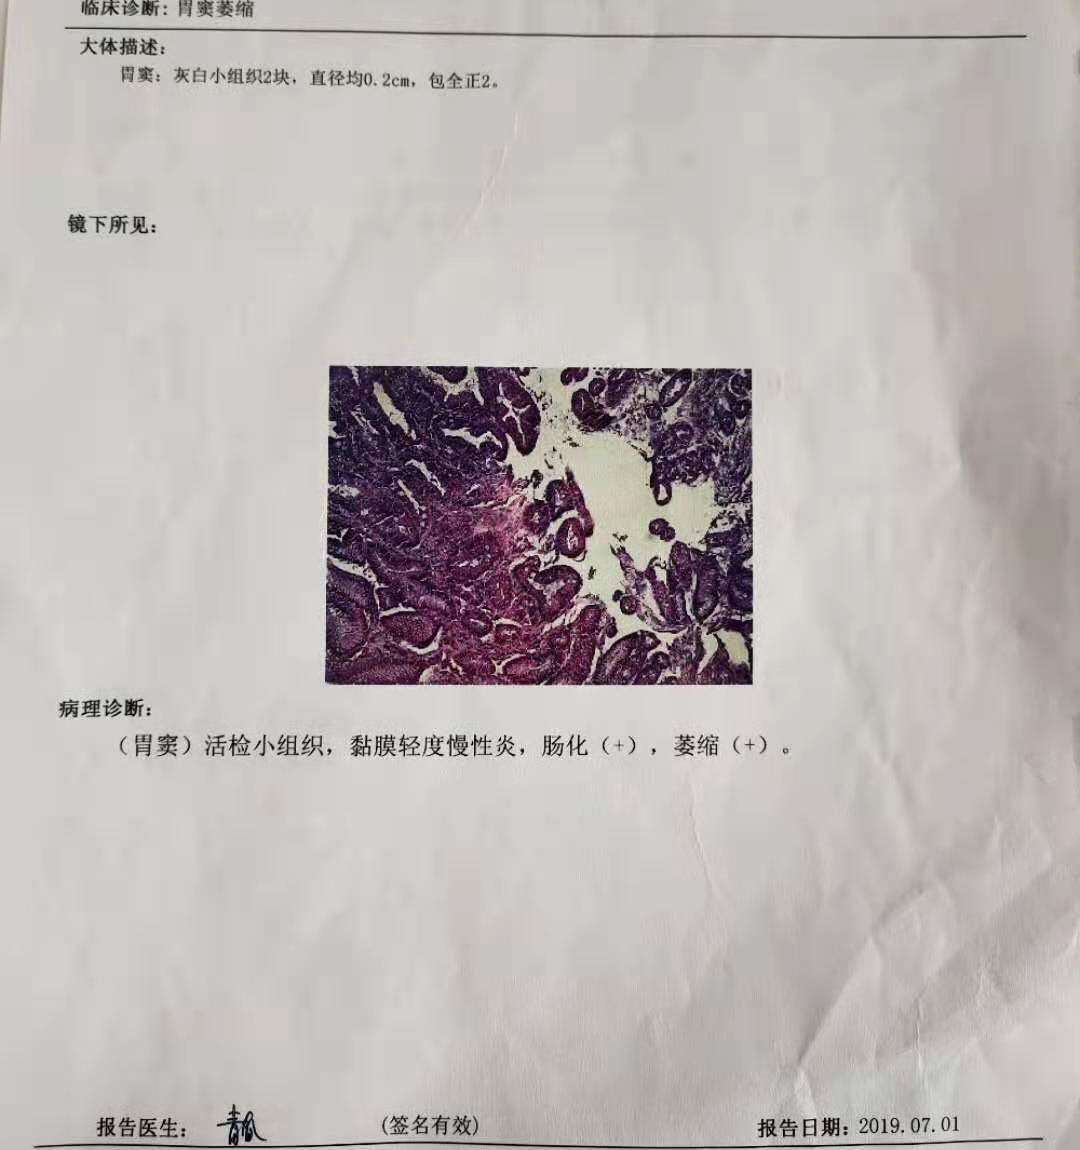 临床诊断: 胃窦萎缩
大体描述:
胃窦: 灰白小组织2块, 直径均0.2cm, 包全正2。
镜下所见:
病理诊断:
（胃窦）活检小组织, 黏膜轻度慢性炎, 肠化（+）, 萎缩（+）。
报告医生: (签名有效) 报告日期: 2019.07.01